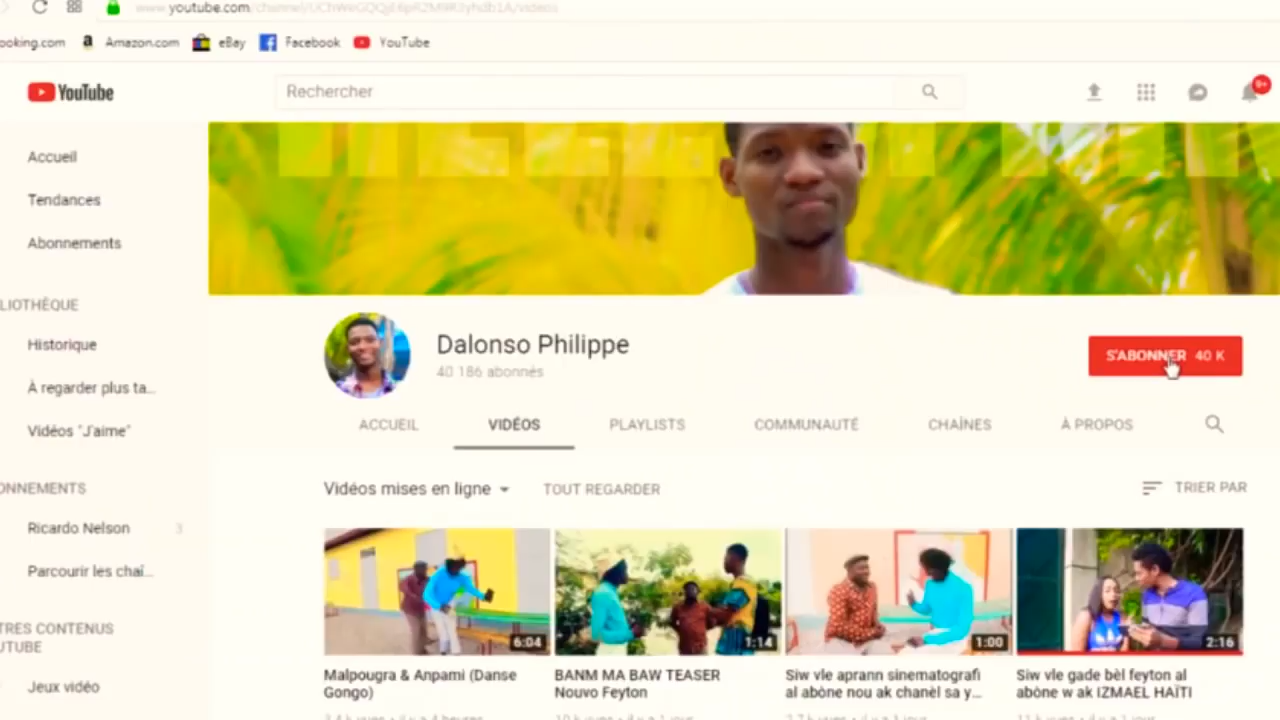 www.youtube.com
ooking.com Amazon.com eBay Facebook YouTube
YouTube
Rechercher
9+
Accueil
Tendances
Abonnements
LIOTHÈQUE
Historique
À regarder plus ta...
Vidéos "J'aime"
ONNEMENTS
Ricardo Nelson 3
Parcourir les chaî...
TRES CONTENUS
UTUBE
Jeux vidéo
Dalonso Philippe
40 186 abonnés
S'ABONNER 40 K
ACCUEIL VIDÉOS PLAYLISTS COMMUNAUTÉ CHAÎNES À PROPOS
Vidéos mises en ligne TOUT REGARDER TRIER PAR
6:04
Malpougra & Anpami (Danse
Gongo)
1:14
BANM MA BAW TEASER
Nouvo Feyton
1:00
Siw vle aprann sinematografi
al abòne nou ak chanèl sa y...
2:16
Siw vle gade bèl feyton al
abòne w ak IZMAEL HAÏTI